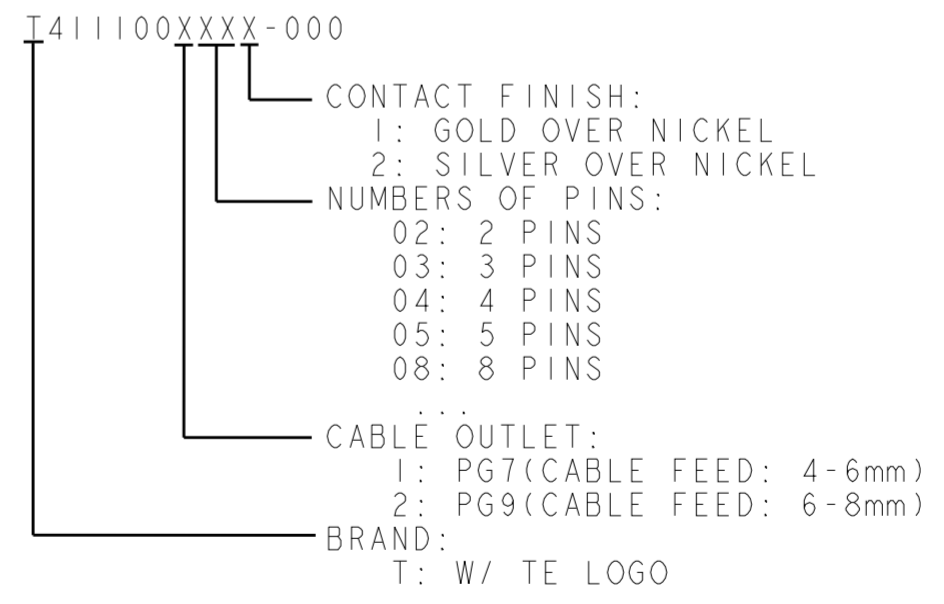 T411100XXXX-000
CONTACT FINISH:
1: GOLD OVER NICKEL
2: SILVER OVER NICKEL
NUMBERS OF PINS:
02: 2 PINS
03: 3 PINS
04: 4 PINS
05: 5 PINS
08: 8 PINS
...
CABLE OUTLET:
1: PG7(CABLE FEED: 4-6mm)
2: PG9(CABLE FEED: 6-8mm)
BRAND:
T: W/ TE LOGO